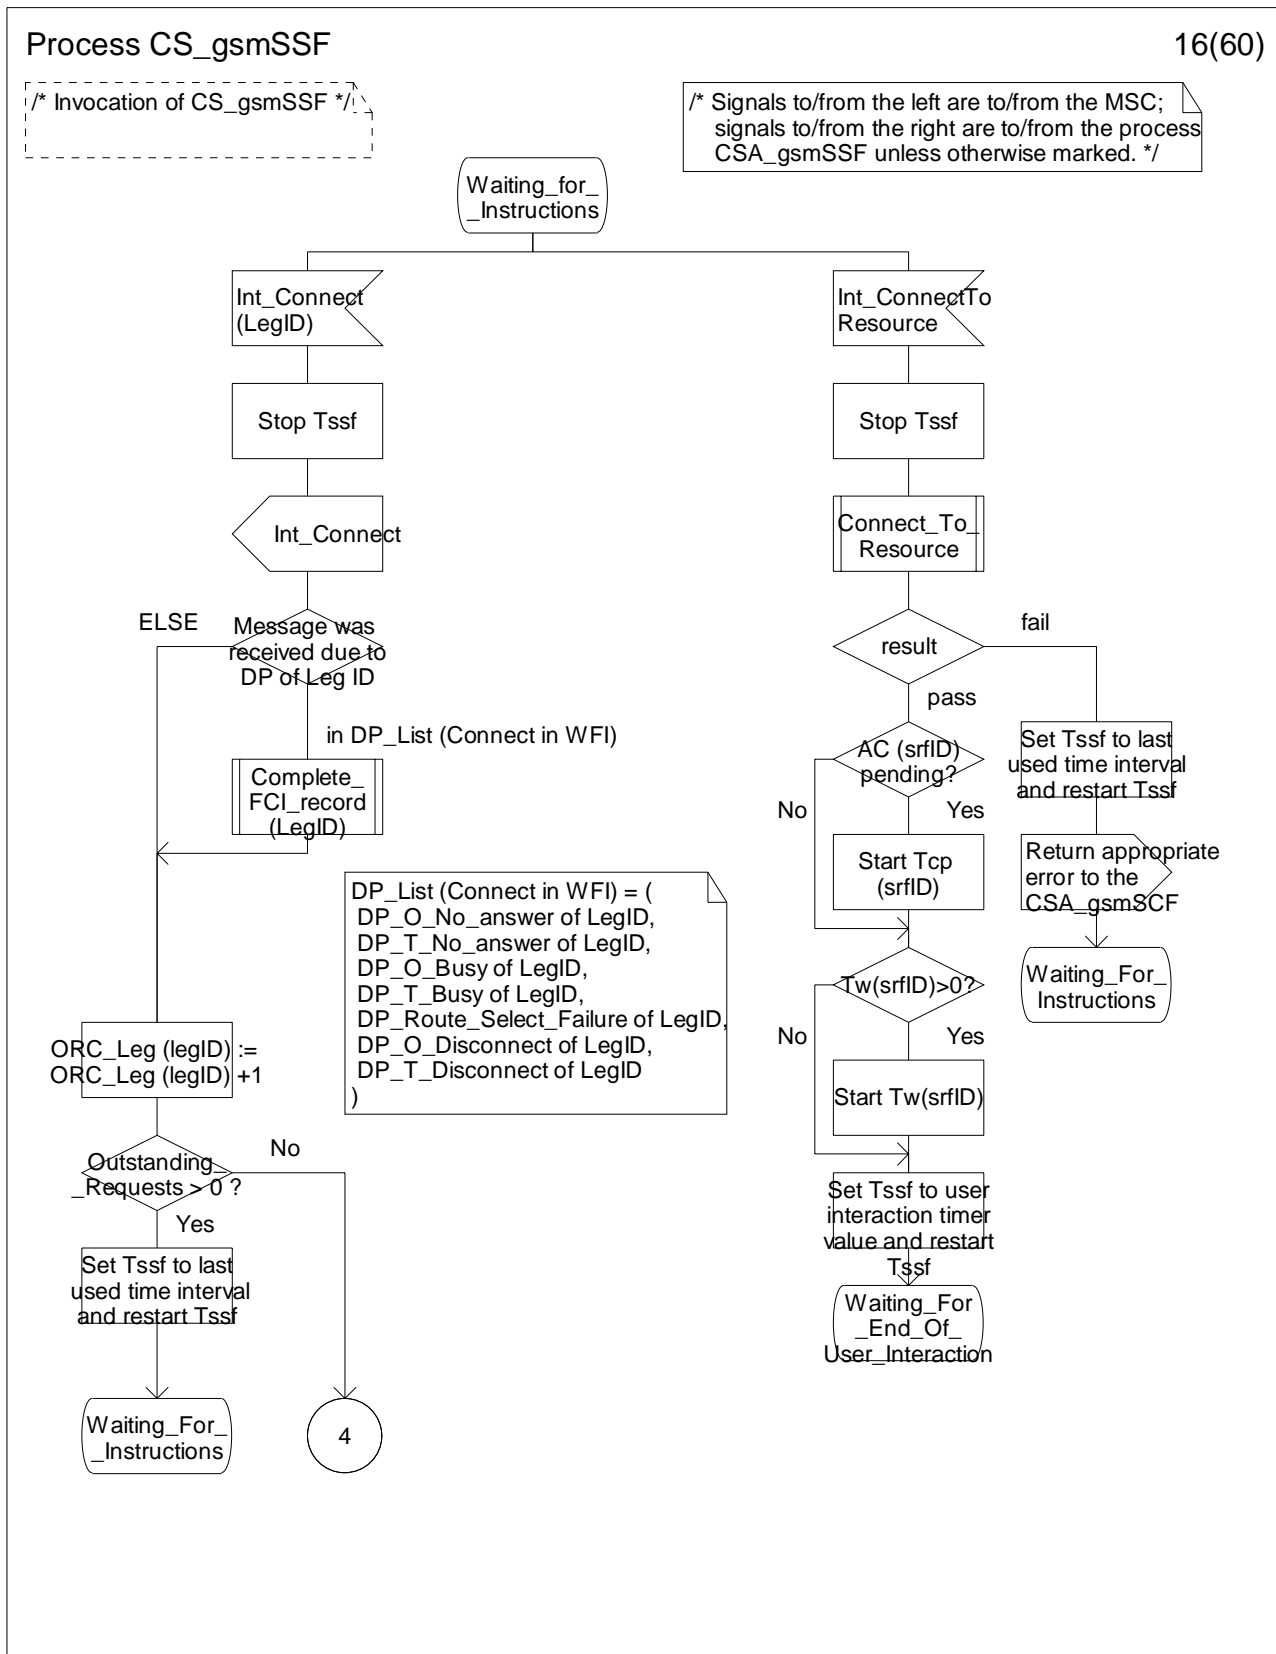 Process CS_gsmSSF
16(60)
/* Invocation of CS_gsmSSF */
/* Signals to/from the left are to/from the MSC;
signals to/from the right are to/from the process
CSA_gsmSSF unless otherwise marked. */
Waiting_for_
_Instructions
Int_Connect
(LegID)
Stop Tssf
Int_Connect
ELSE
Message was
received due to
DP of Leg ID
in DP_List (Connect in WFI)
Complete_
FCI_record
(LegID)
DP_List (Connect in WFI) = (
DP_O_No_answer of LegID,
DP_T_No_answer of LegID,
DP_O_Busy of LegID,
DP_T_Busy of LegID,
DP_Route_Select_Failure of LegID,
DP_O_Disconnect of LegID,
DP_T_Disconnect of LegID
)
ORC_Leg (legID) :=
ORC_Leg (legID) +1
Outstanding_
_Requests > 0 ?
No
Yes
Set Tssf to last
used time interval
and restart Tssf
Waiting_For_
_Instructions
4
Int_ConnectTo
Resource
Stop Tssf
Connect_To_
Resource
result
fail
pass
AC (srfID)
pending?
No
Yes
Start Tcp
(srfID)
Tw(srfID)>0?
No
Yes
Start Tw(srfID)
Set Tssf to user
interaction timer
value and restart
Tssf
Waiting_For
_End_Of_
User_Interaction
Set Tssf to last
used time interval
and restart Tssf
Return appropriate
error to the
CSA_gsmSCF
Waiting_For_
Instructions